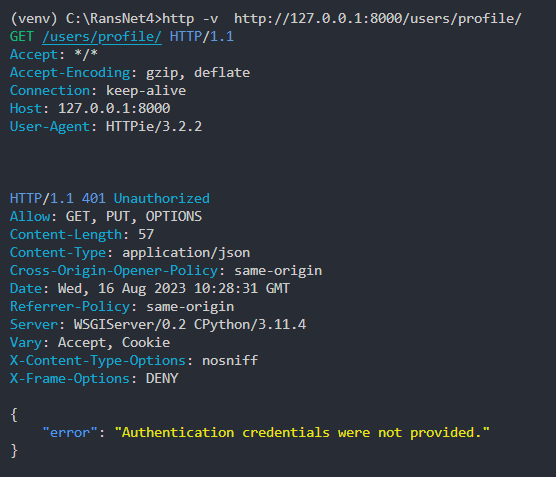 (venv) C:\RansNet4>http -v  http://127.0.0.1:8000/users/profile/
GET /users/profile/ HTTP/1.1
Accept: */*
Accept-Encoding: gzip, deflate
Connection: keep-alive
Host: 127.0.0.1:8000
User-Agent: HTTPie/3.2.2
HTTP/1.1 401 Unauthorized
Allow: GET, PUT, OPTIONS
Content-Length: 57
Content-Type: application/json
Cross-Origin-Opener-Policy: same-origin
Date: Wed, 16 Aug 2023 10:28:31 GMT
Referrer-Policy: same-origin
Server: WSGIServer/0.2 CPython/3.11.4
Vary: Accept, Cookie
X-Content-Type-Options: nosniff
X-Frame-Options: DENY
{
    "error": "Authentication credentials were not provided."
}